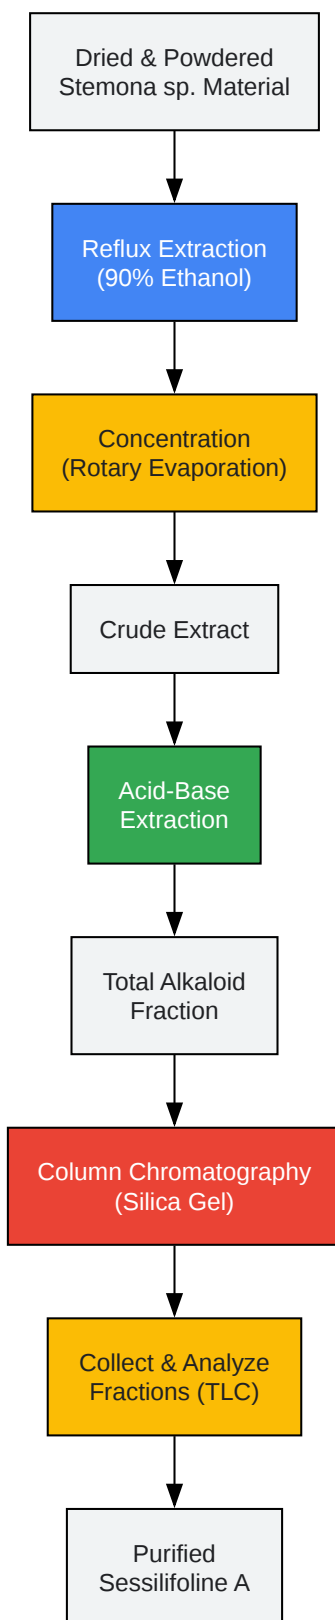 Dried & Powdered
Stemona sp. Material
Reflux Extraction
(90% Ethanol)
Concentration
(Rotary Evaporation)
Crude Extract
Acid-Base
Extraction
Total Alkaloid
Fraction
Column Chromatography
(Silica Gel)
Collect & Analyze
Fractions (TLC)
Purified
Sessilifoline A